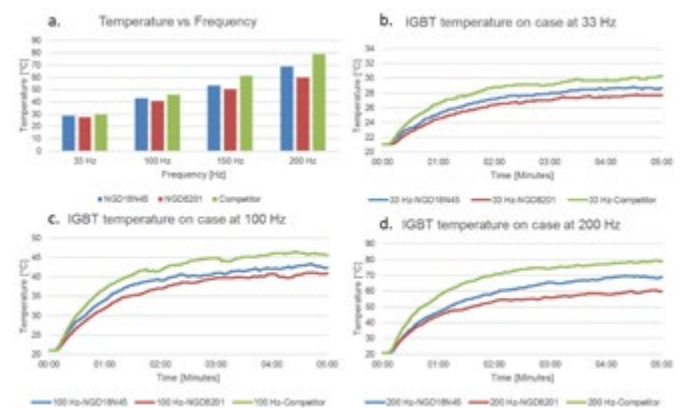 a. Temperature vs Frequency
Temperature [°C]
90
80
70
60
50
40
30
20
10
0
33 Hz 100 Hz 150 Hz 200 Hz
Frequency [Hz]
NGD18N45 NGD8201 Competitor
b. IGBT temperature on case at 33 Hz
Temperature [°C]
34
32
30
28
26
24
22
20
00:00 01:00 02:00 03:00 04:00 05:00
Time [Minutes]
33 Hz-NGD18N45 33 Hz-NGD8201 33 Hz-Competitor
c. IGBT temperature on case at 100 Hz
Temperature [°C]
50
45
40
35
30
25
20
00:00 01:00 02:00 03:00 04:00 05:00
Time [Minutes]
100 Hz-NGD18N45 100 Hz-NGD8201 100 Hz-Competitor
d. IGBT temperature on case at 200 Hz
Temperature [°C]
90
80
70
60
50
40
30
20
00:00 01:00 02:00 03:00 04:00 05:00
Time [Minutes]
200 Hz-NGD18N45 200 Hz-NGD8201 200 Hz-Competitor